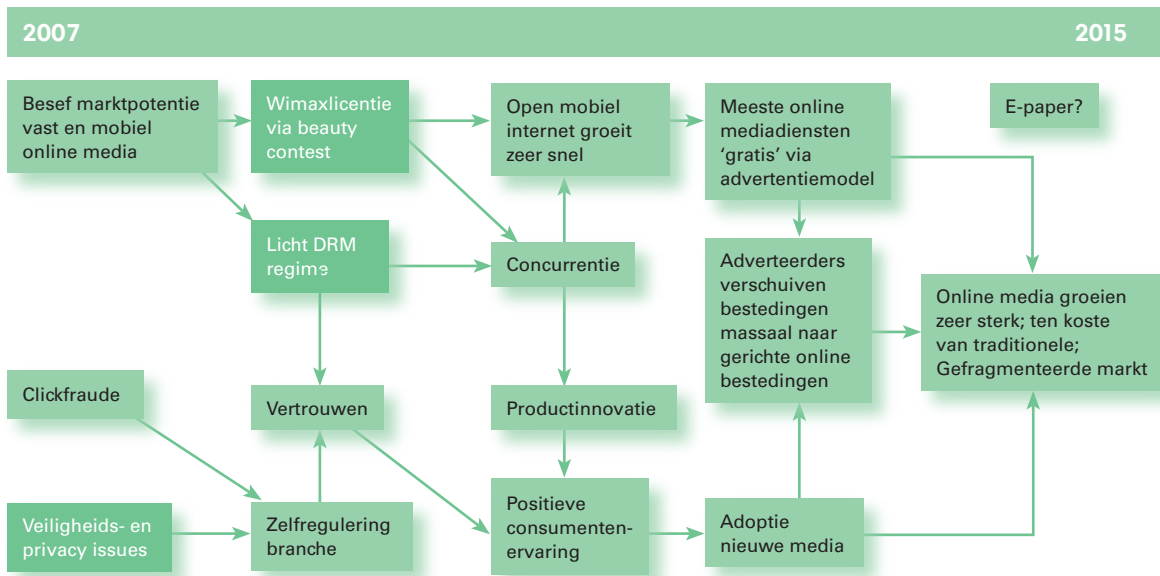 2007
2015
Besef marktpotentie
vast en mobiel
online media
Wimaxlicentie
via beauty
contest
Open mobiel
internet groeit
zeer snel
Meeste online
mediadiensten
‘gratis’ via
advertentiemodel
E-paper?
Licht DRM
regime
Concurrentie
Adverteerders
verschuiven
bestedingen
massaal naar
gerichte online
bestedingen
Online media groeien
zeer sterk; ten koste
van traditionele;
Gefragmenteerde markt
Clickfraude
Vertrouwen
Productinnovatie
Veiligheids- en
privacy issues
Zelfregulering
branche
Positieve
consumenten-
ervaring
Adoptie
nieuwe media